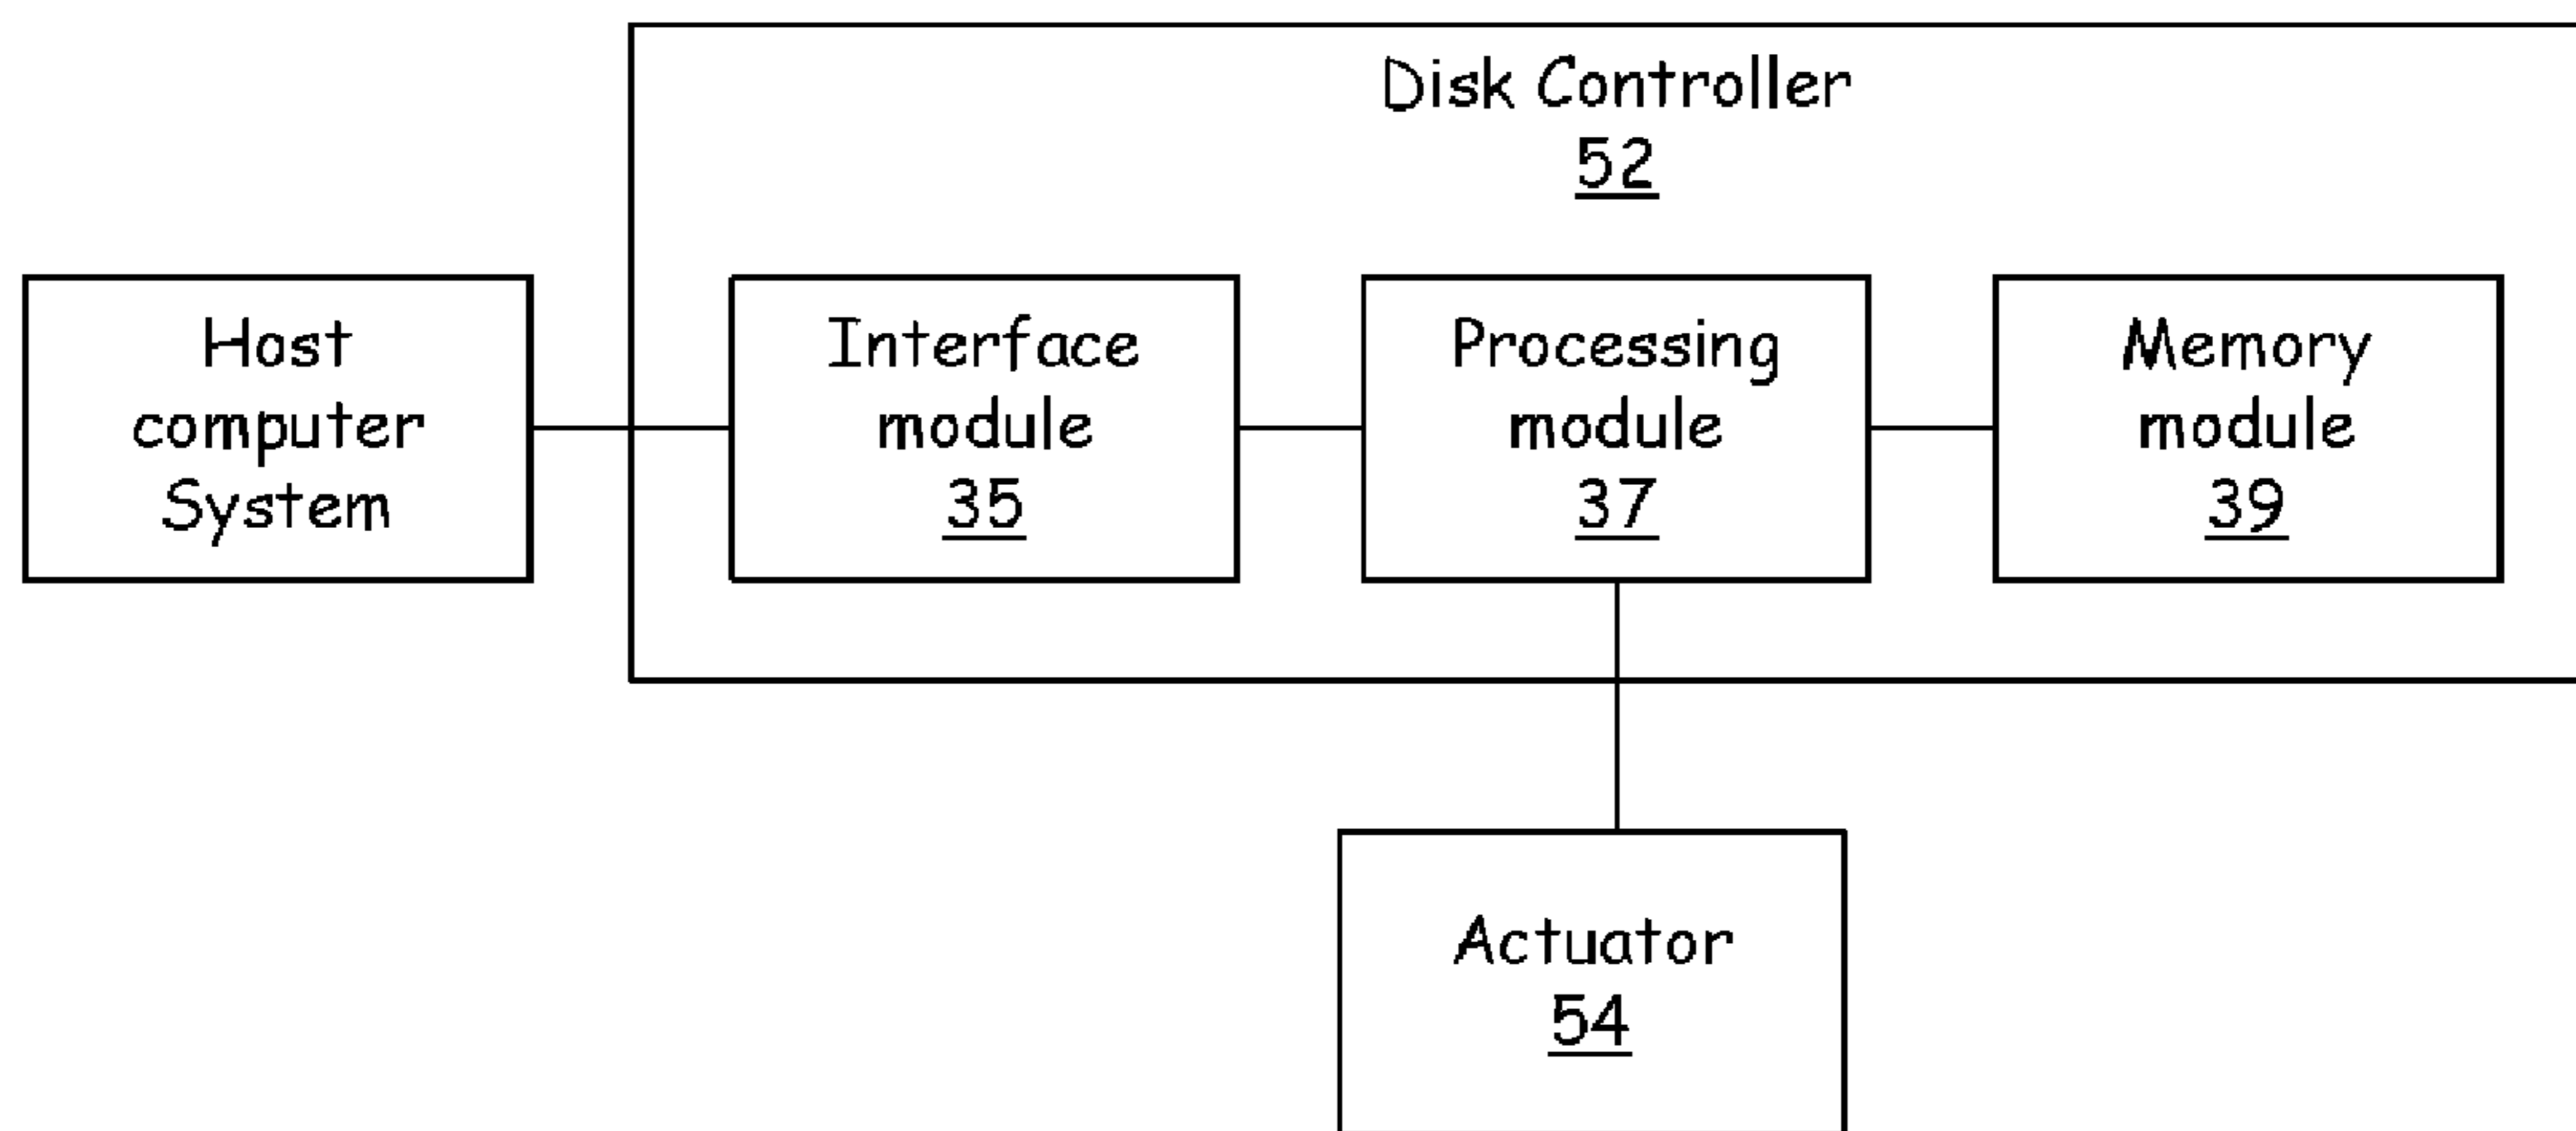 Disk Controller
52
Host
computer
System
Interface
module
35
Processing
module
37
Memory
module
39
Actuator
54